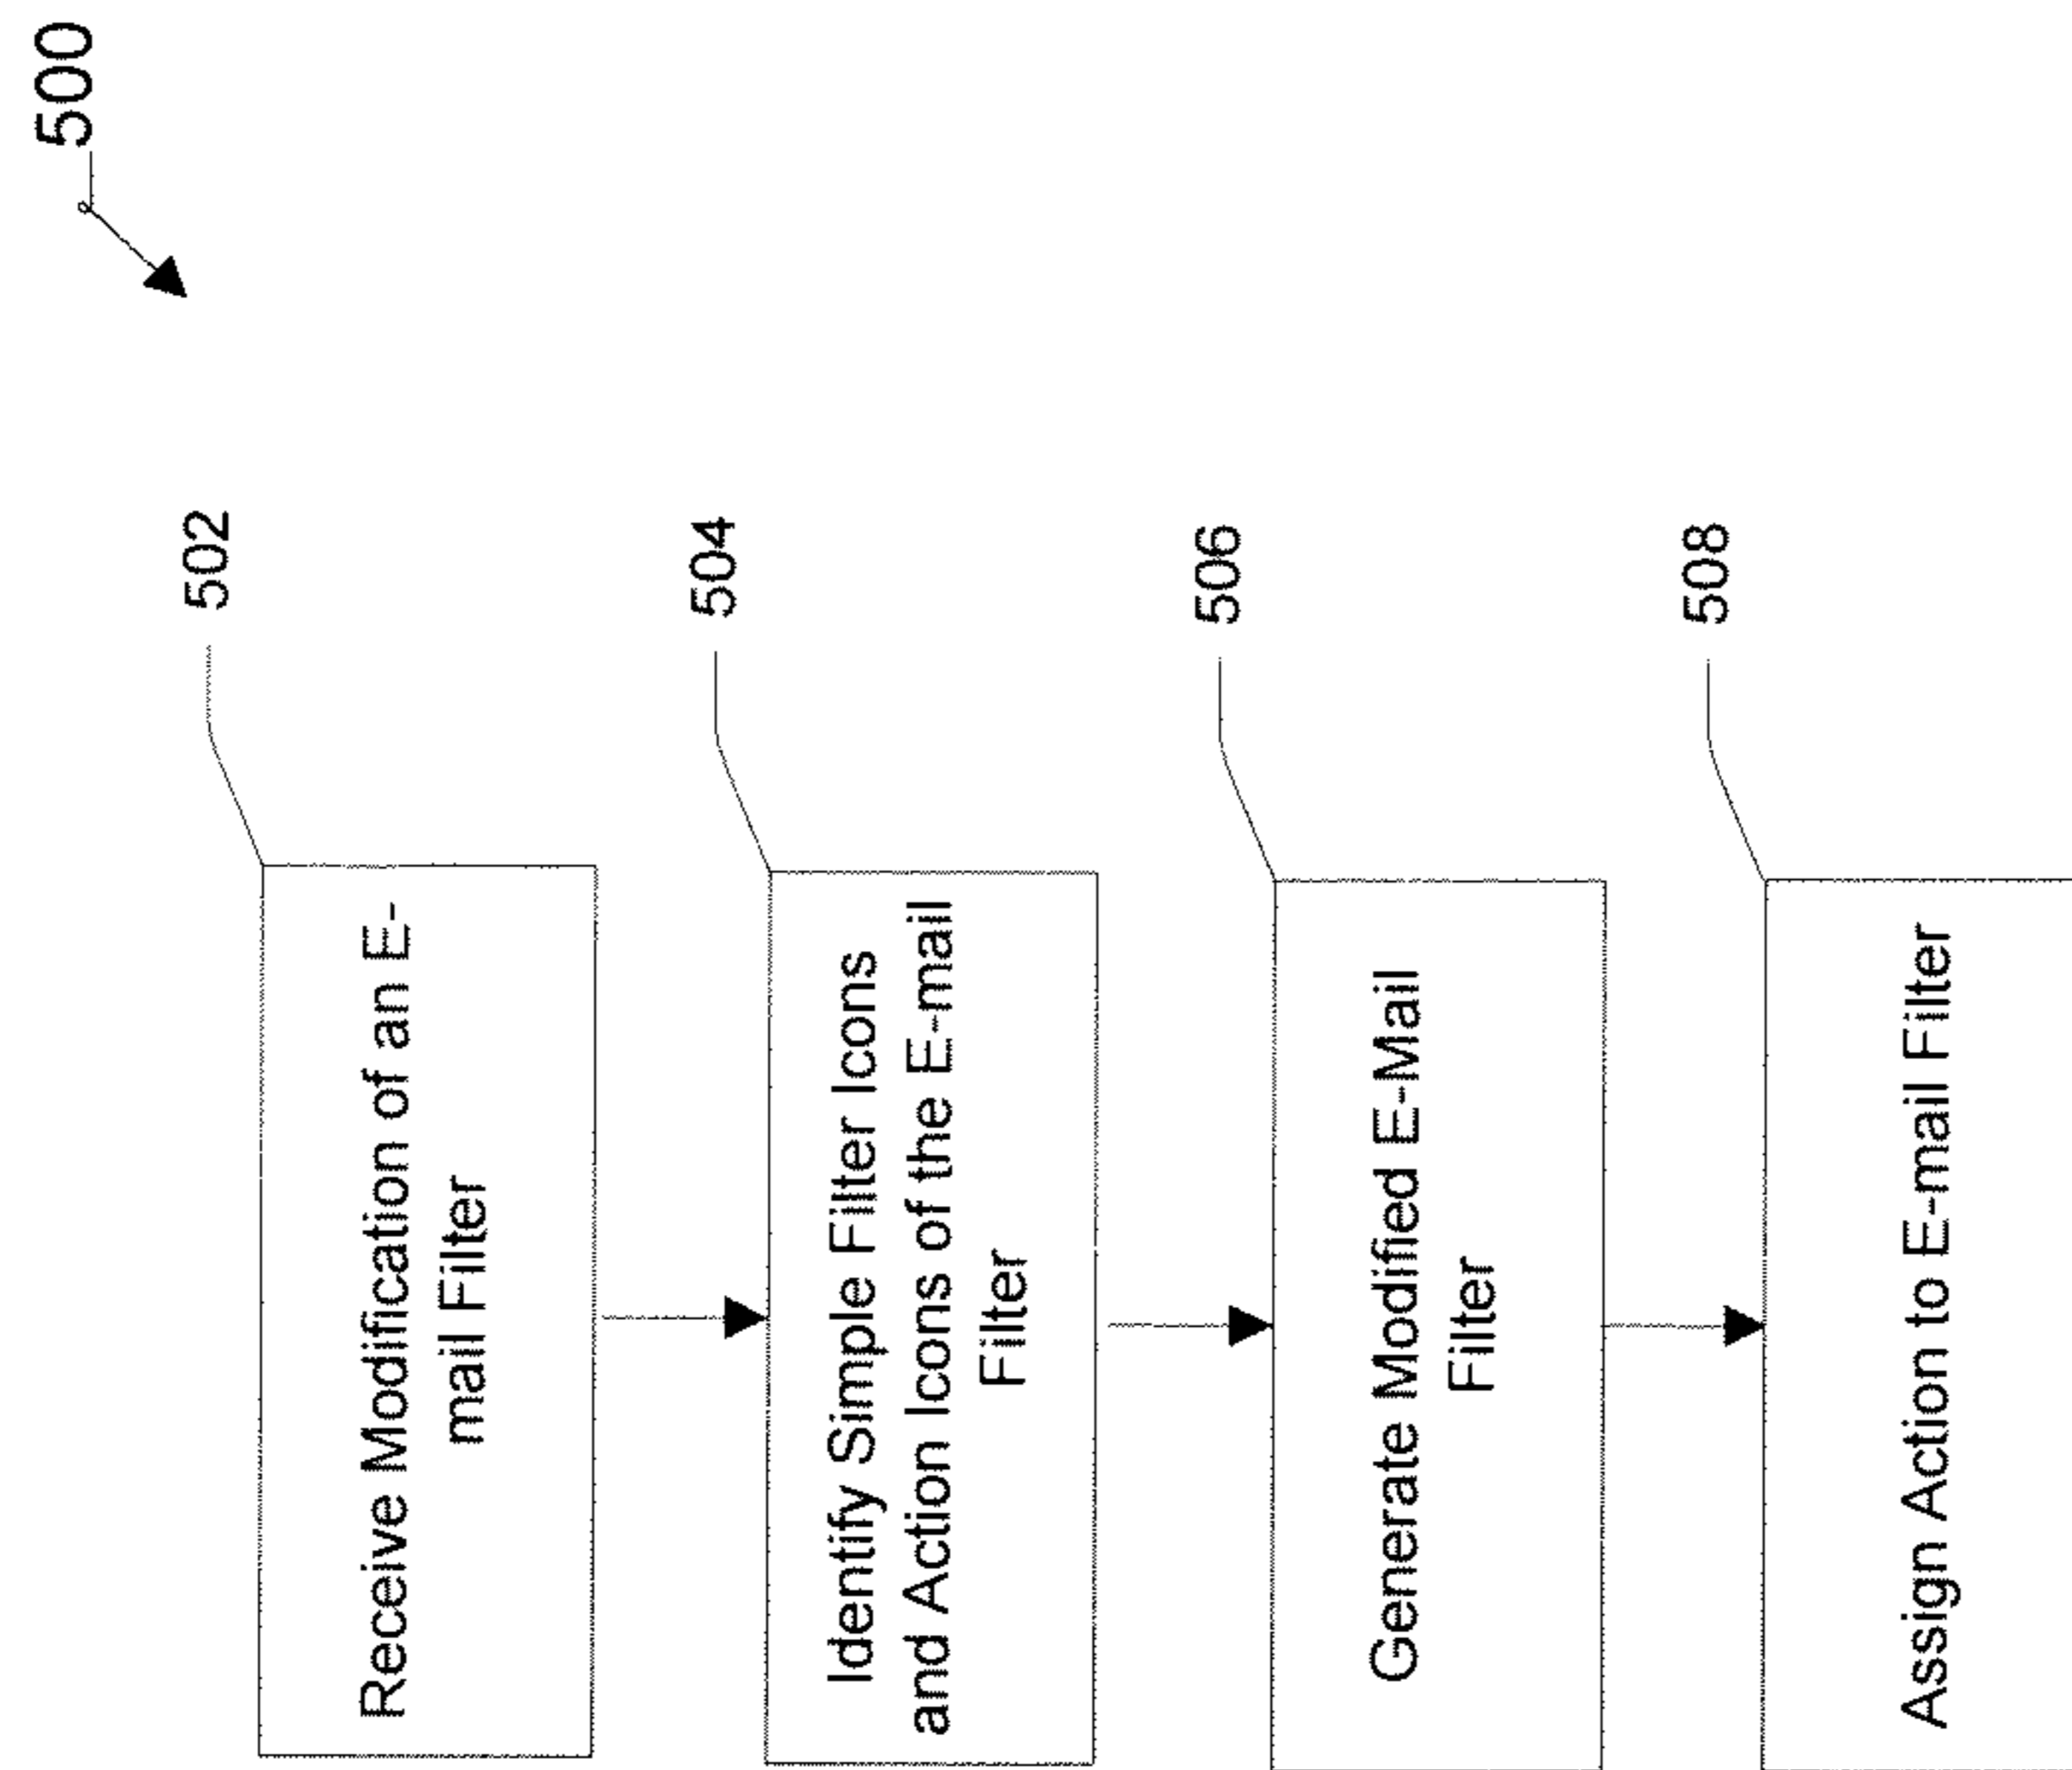 500
502
Receive Modification of an E-
mail Filter
504
Identify Simple Filter Icons
and Action Icons of the E-mail
Filter
506
Generate Modified E-Mail
Filter
508
Assign Action to E-mail Filter